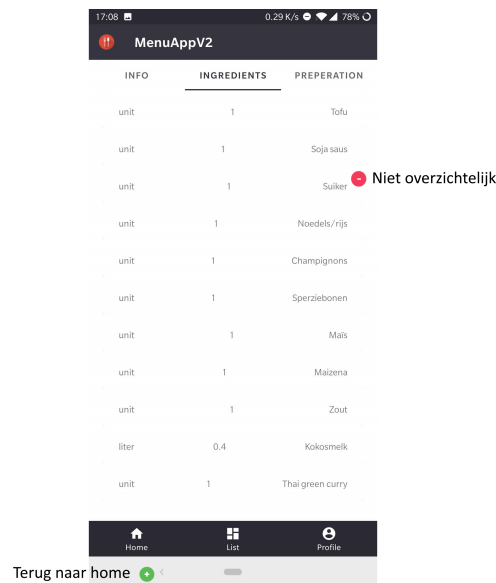 17:08 0.29 K/s 78%
MenuAppV2
INFO INGREDIENTS PREPERATION
unit 1 Tofu
unit 1 Soja saus
unit 1 Suiker
- Niet overzichtelijk
unit 1 Noedels/rijs
unit 1 Champignons
unit 1 Sperziebonen
unit 1 Maïs
unit 1 Maizena
unit 1 Zout
liter 0.4 Kokosmelk
unit 1 Thai green curry
Home List Profile
Terug naar home +